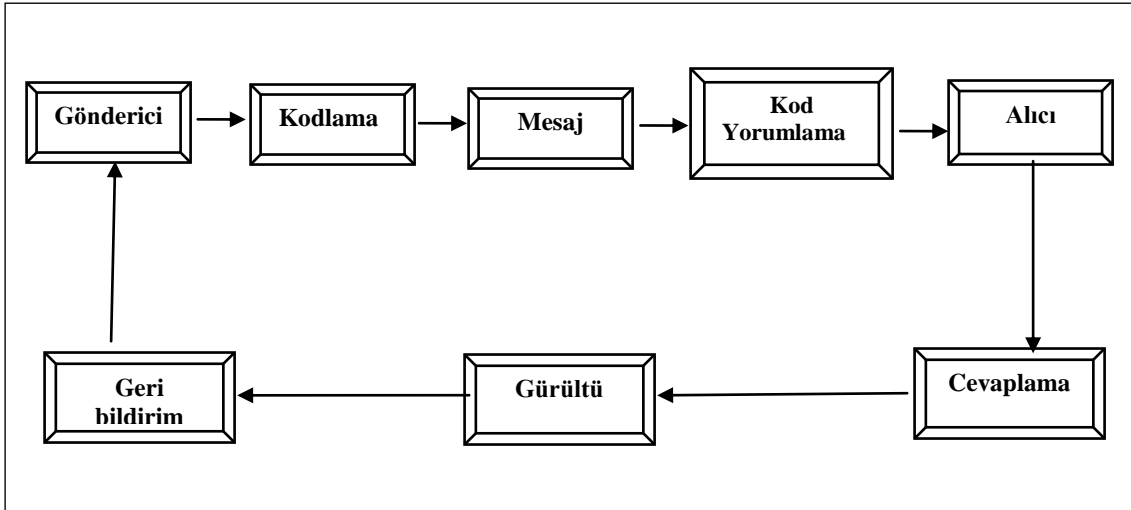 Gönderici
Kodlama
Mesaj
Kod
Yorumlama
Alıcı
Geri
bildirim
Gürültü
Cevaplama